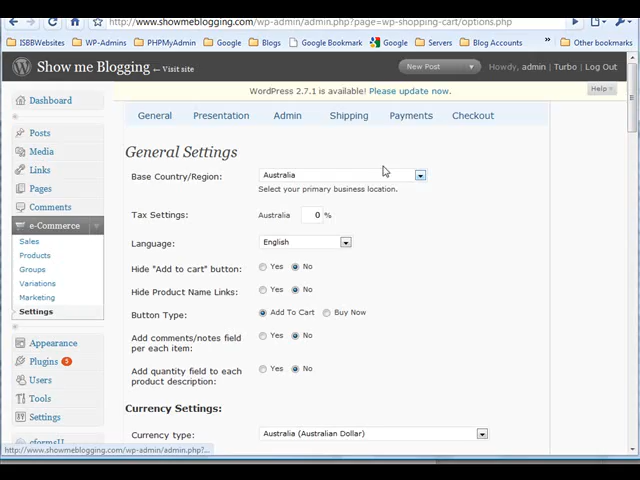 http://www.showmeblogging.com/wp-admin/admin.php?page=wp-shopping-cart/options.php
ISBBWebsites WP-Admins PHPMyAdmin Google Blogs Google Bookmark Google Servers Blog Accounts » Other bookmarks
Show me Blogging ← Visit site New Post Howdy, admin | Turbo | Log Out
WordPress 2.7.1 is available! Please update now. Help
Dashboard
Posts
Media
Links
Pages
Comments
e-Commerce
Sales
Products
Groups
Variations
Marketing
Settings
Appearance
Plugins 5
Users
Tools
Settings
cformsII
General Presentation Admin Shipping Payments Checkout
General Settings
Base Country/Region: Australia
Select your primary business location.
Tax Settings: Australia 0 %
Language: English
Hide "Add to cart" button: Yes No
Hide Product Name Links: Yes No
Button Type: Add To Cart Buy Now
Add comments/notes field per each item: Yes No
Add quantity field to each product description: Yes No
Currency Settings:
Currency type: Australia (Australian Dollar)
http://www.showmeblogging.com/wp-admin/admin.php?...